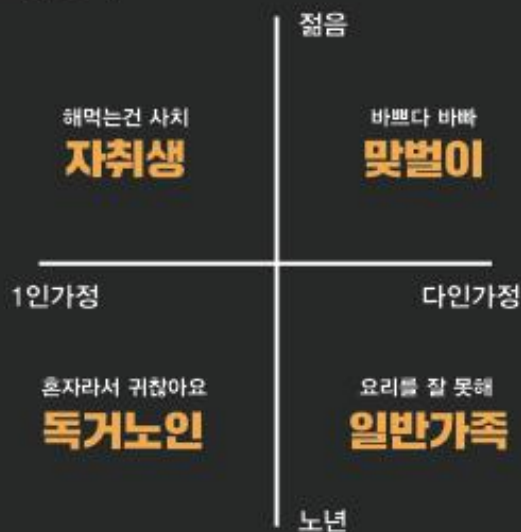 젊음
해먹는건 사치
자취생
바쁘다 바빠
맞벌이
1인가정
다인가정
혼자라서 귀찮아요
독거노인
요리를 잘 못해
일반가족
노년